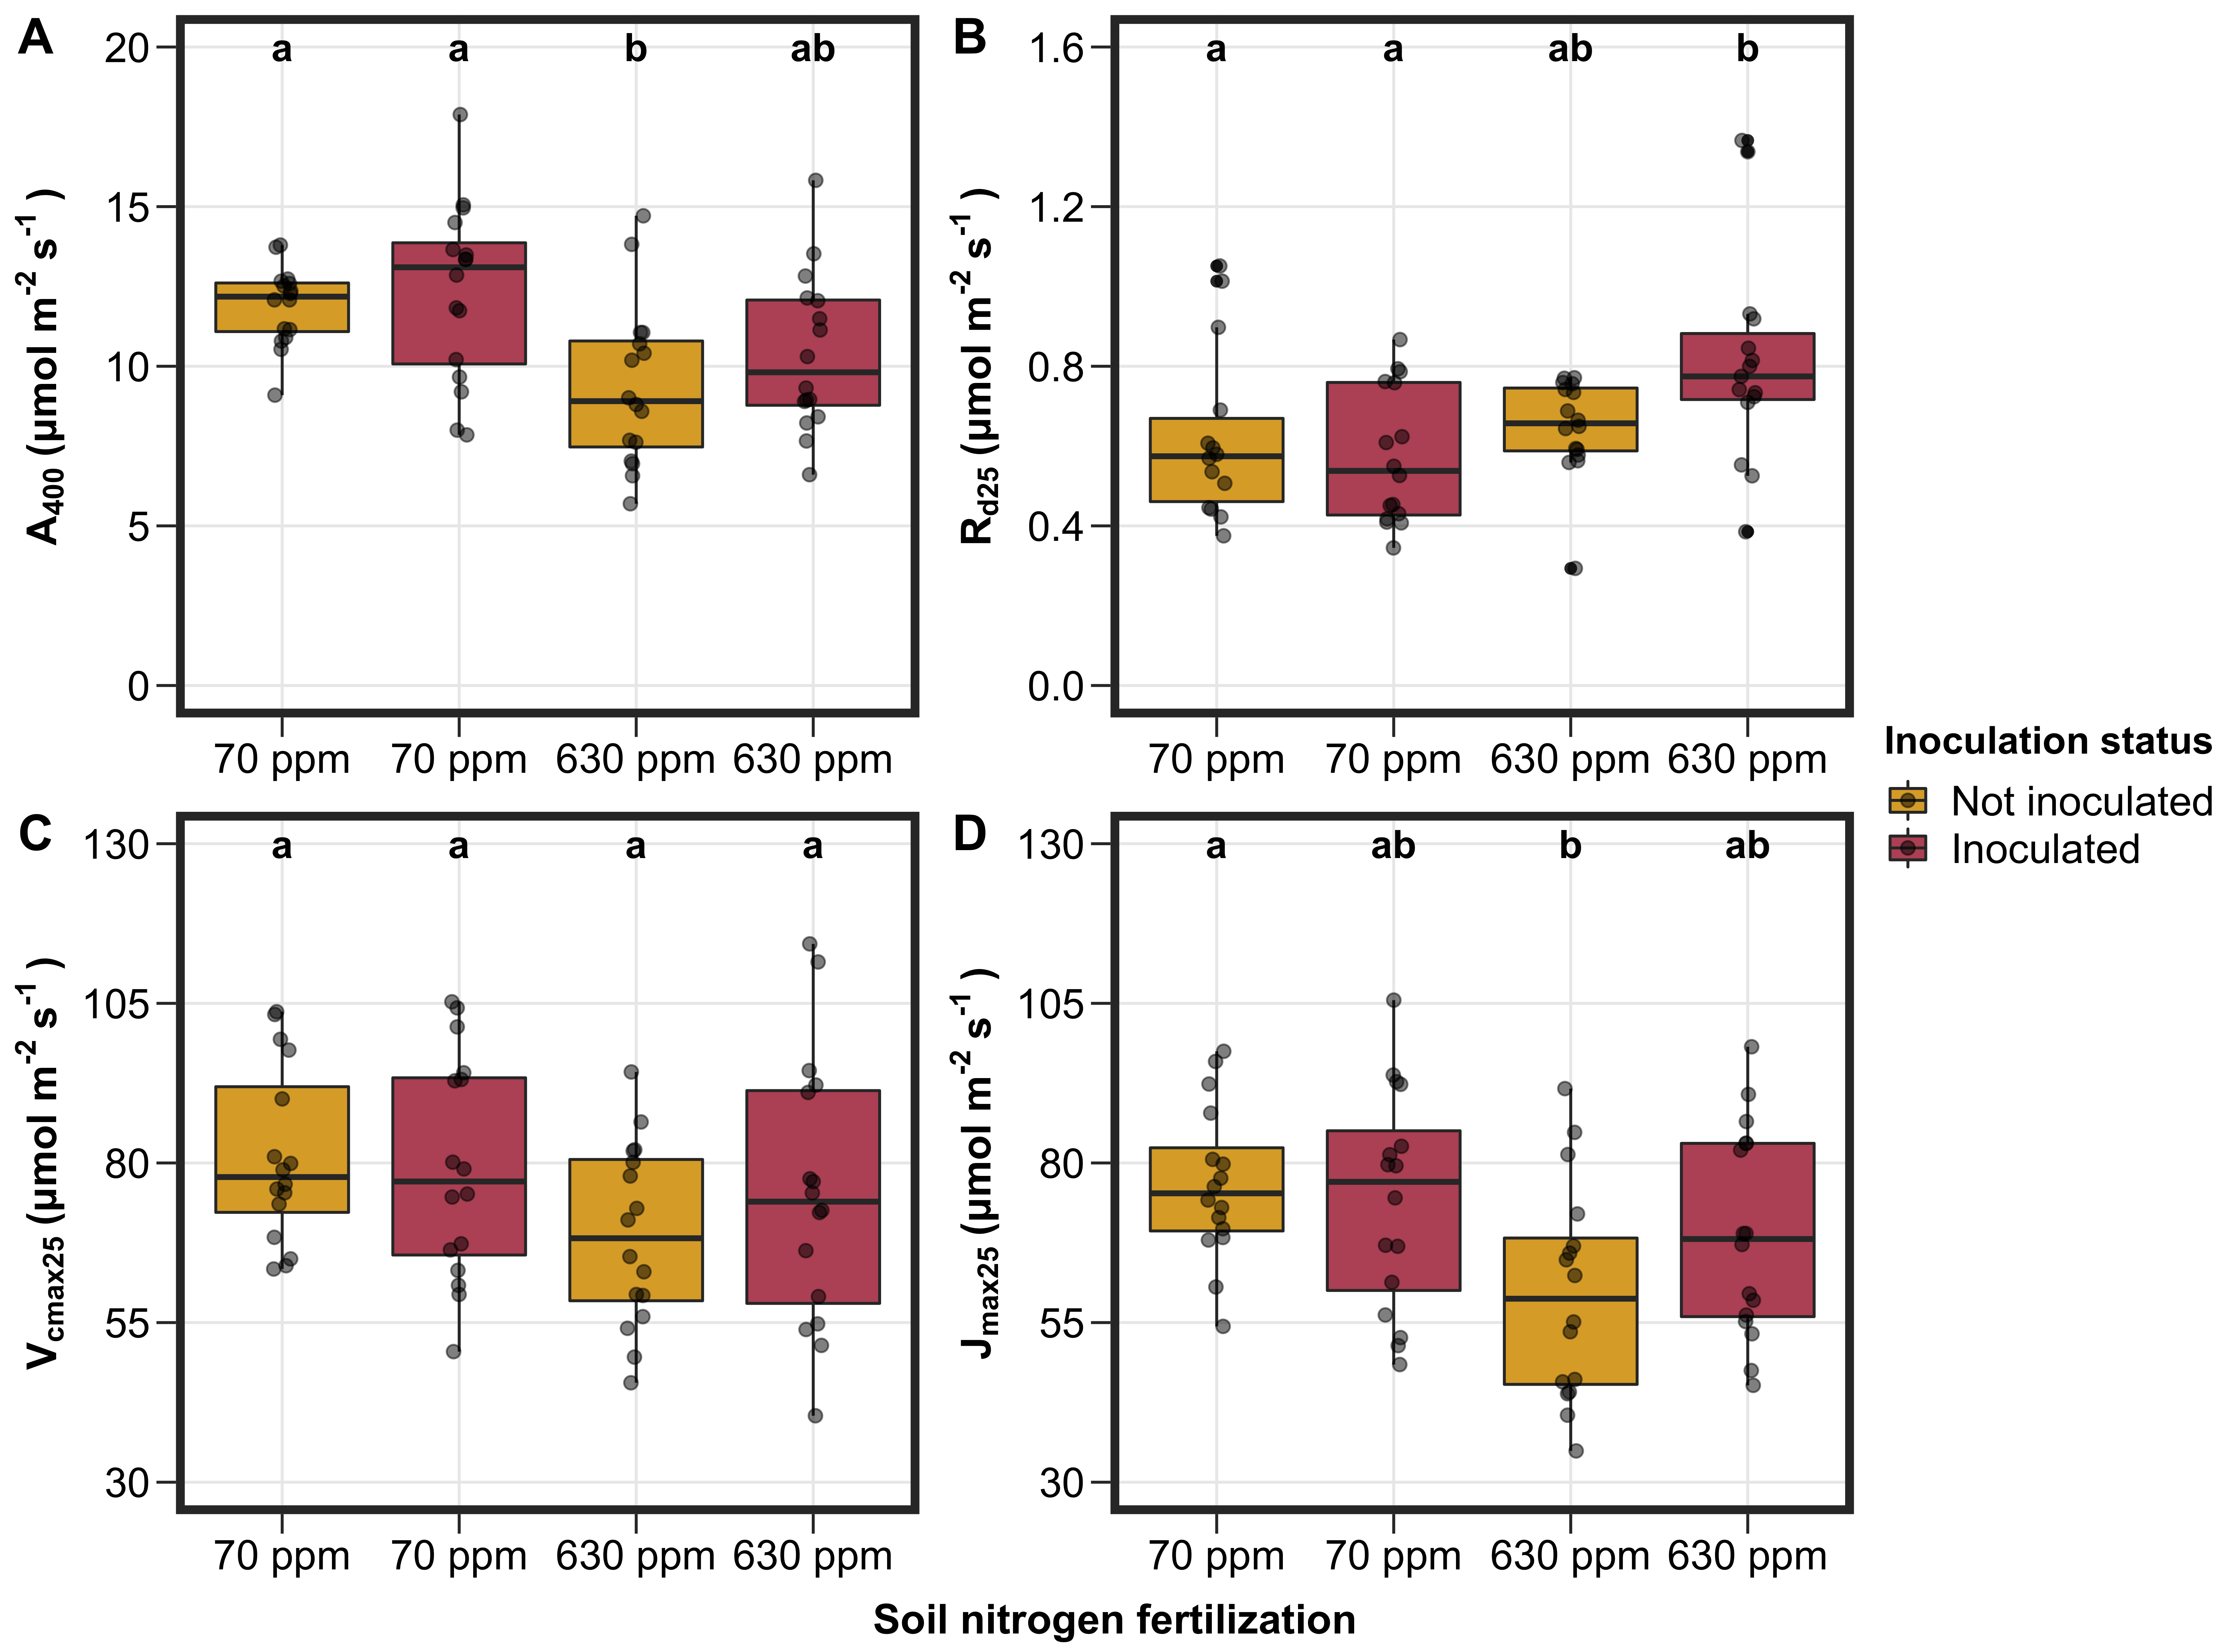 A
20
15
10
5
0
A400 (μmol m-2 s-1 )
a a b ab
70 ppm 70 ppm 630 ppm 630 ppm
B
1.6
1.2
0.8
0.4
0.0
Rd25 (μmol m-2 s-1 )
a a ab b
70 ppm 70 ppm 630 ppm 630 ppm
C
130
105
80
55
30
Vcmax25 (μmol m-2 s-1 )
a a a a
70 ppm 70 ppm 630 ppm 630 ppm
D
130
105
80
55
30
Jmax25 (μmol m-2 s-1 )
a ab b ab
70 ppm 70 ppm 630 ppm 630 ppm
Soil nitrogen fertilization
Inoculation status
Not inoculated
Inoculated